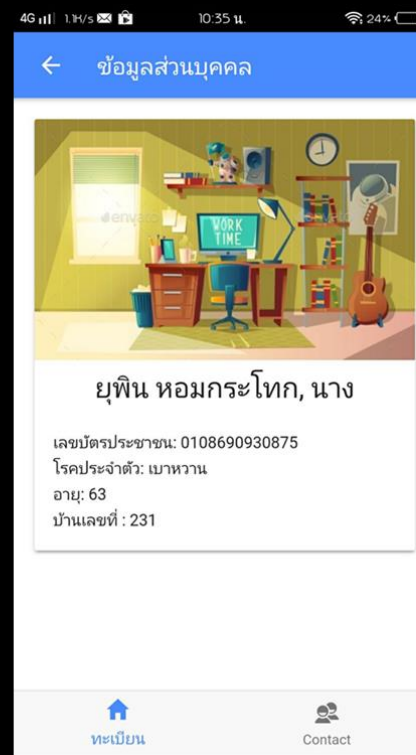 4G 1.1K/s 10:35 น. 24%
ข้อมูลส่วนบุคคล
envato
WORK
TIME
ยุพิน หอมกระโทก, นาง
เลขบัตรประชาชน: 0108690930875
โรคประจำตัว: เบาหวาน
อายุ: 63
บ้านเลขที่ : 231
ทะเบียน
Contact